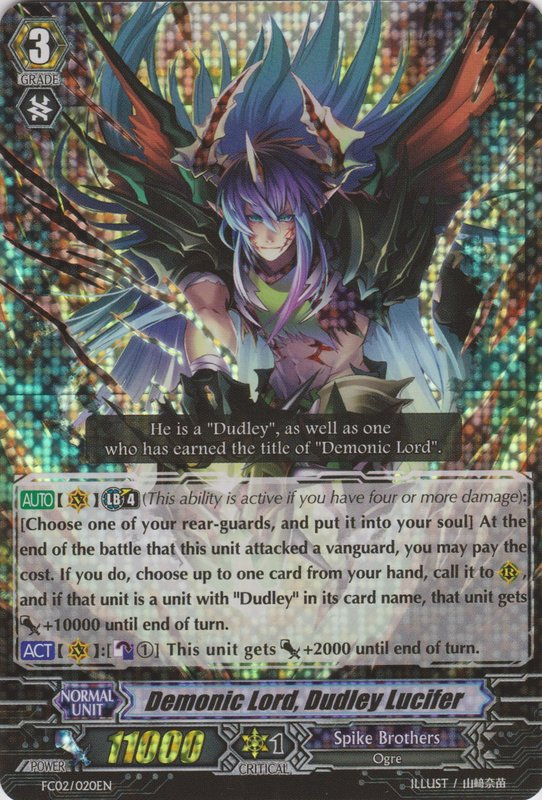 3
GRADE
He is a "Dudley", as well as one
who has earned the title of "Demonic Lord".
AUTO【 】LB4(This ability is active if you have four or more damage):
[Choose one of your rear-guards, and put it into your soul] At the
end of the battle that this unit attacked a vanguard, you may pay the
cost. If you do, choose up to one card from your hand, call it to R,
and if that unit is a unit with "Dudley" in its card name, that unit gets
+10000 until end of turn.
ACT【 】:[ ①] This unit gets +2000 until end of turn.
NORMAL
UNIT
Demonic Lord, Dudley Lucifer
POWER
11000
1
CRITICAL
Spike Brothers
Ogre
FC02/020EN
ILLUST / 山﨑奈苗